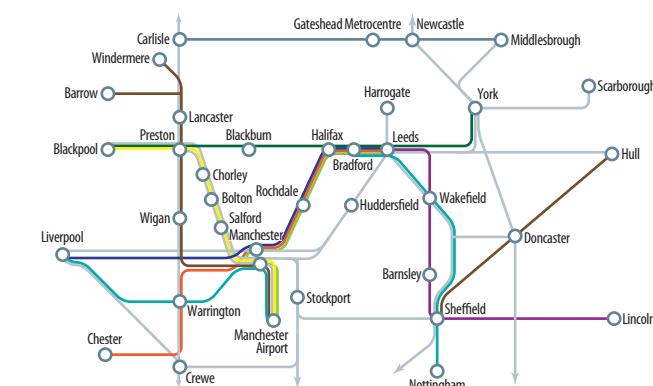 Gateshead Metrocentre
Newcastle
Carlisle
Middlesbrough
Windermere
Scarborough
Barrow
Harrogate
York
Lancaster
Preston
Blackburn
Halifax
Leeds
Blackpool
Bradford
Hull
Chorley
Rochdale
Bolton
Huddersfield
Wakefield
Wigan
Salford
Liverpool
Manchester
Doncaster
Barnsley
Stockport
Warrington
Sheffield
Lincoln
Manchester
Airport
Chester
Crewe
Nottingham